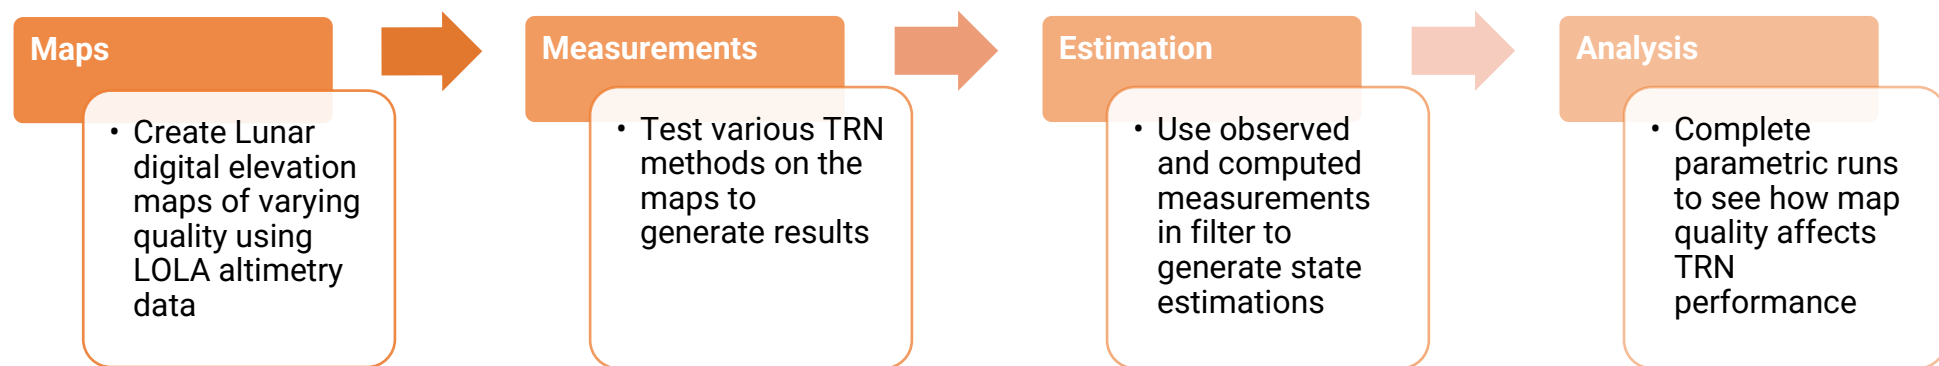 Maps
• Create Lunar
digital elevation
maps of varying
quality using
LOLA altimetry
data
Measurements
• Test various TRN
methods on the
maps to
generate results
Estimation
• Use observed
and computed
measurements
in filter to
generate state
estimations
Analysis
• Complete
parametric runs
to see how map
quality affects
TRN
performance